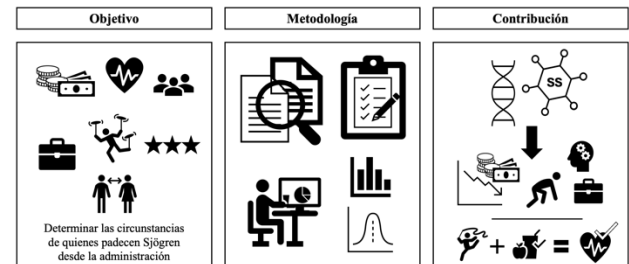 Objetivo
Metodología
Contribución
Determinar las circunstancias
de quienes padecen Sjögren
desde la administración
SS